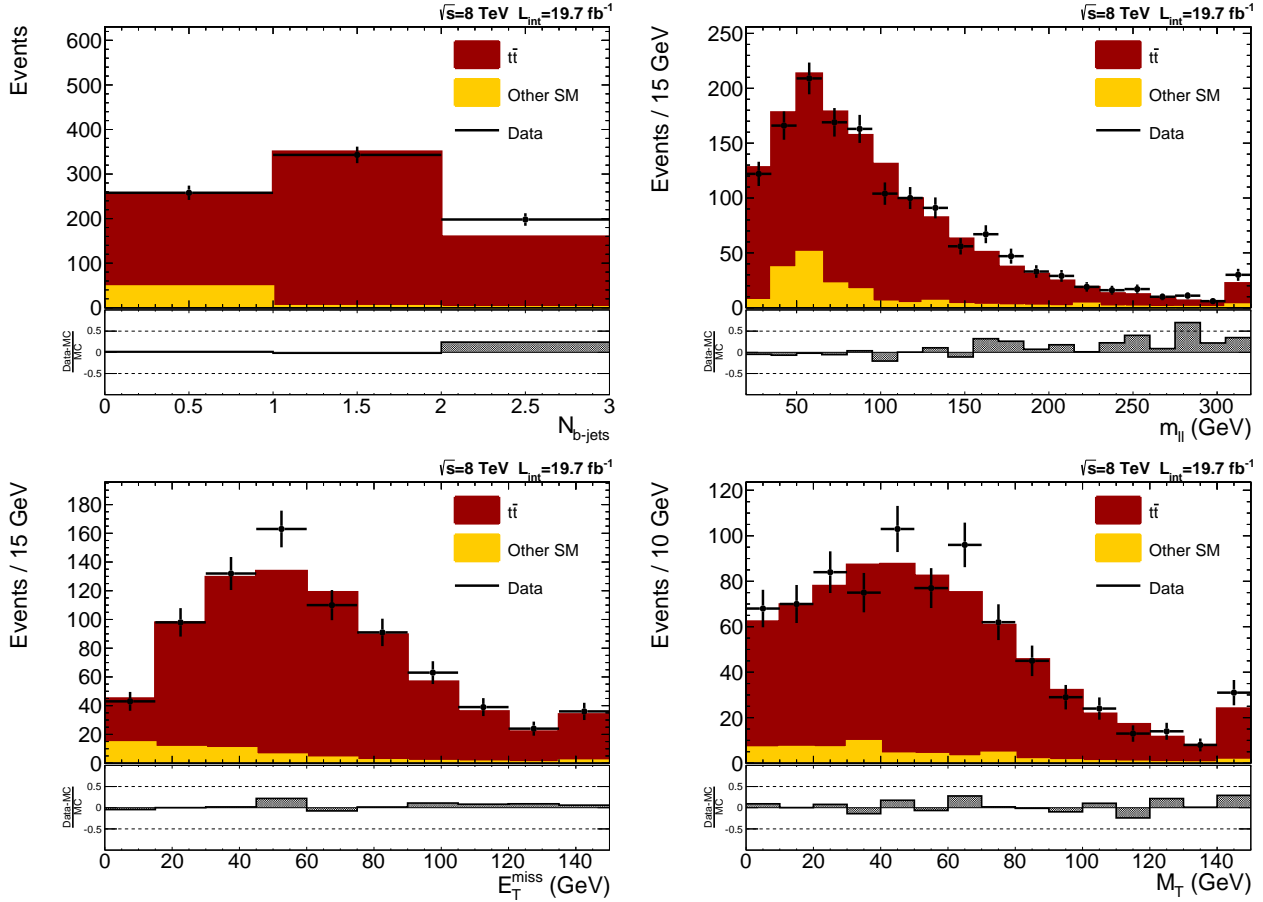 √s=8 TeV L_int=19.7 fb⁻¹
Events
600
500
400
300
200
100
0
tt̄
Other SM
Data
Data-MC
MC
0.5
0
-0.5
0 0.5 1 1.5 2 2.5 3
N_b-jets
√s=8 TeV L_int=19.7 fb⁻¹
Events / 15 GeV
250
200
150
100
50
0
tt̄
Other SM
Data
Data-MC
MC
0.5
0
-0.5
50 100 150 200 250 300
m_ll (GeV)
√s=8 TeV L_int=19.7 fb⁻¹
Events / 15 GeV
180
160
140
120
100
80
60
40
20
0
tt̄
Other SM
Data
Data-MC
MC
0.5
0
-0.5
0 20 40 60 80 100 120 140
E_T^miss (GeV)
√s=8 TeV L_int=19.7 fb⁻¹
Events / 10 GeV
120
100
80
60
40
20
0
tt̄
Other SM
Data
Data-MC
MC
0.5
0
-0.5
0 20 40 60 80 100 120 140
M_T (GeV)